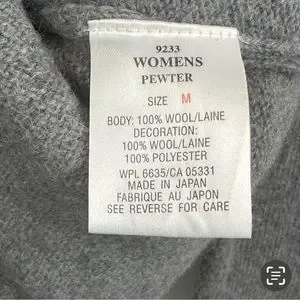 9233
WOMENS
PEWTER
SIZE M
BODY: 100% WOOL/LAINE
DECORATION:
100% WOOL/LAINE
100% POLYESTER
WPL 6635/CA 05331
MADE IN JAPAN
FABRIQUE AU JAPON
SEE REVERSE FOR CARE